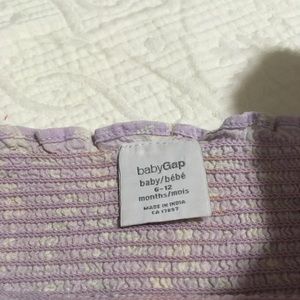 babyGap
baby/bébé
6-12
months/mois
MADE IN INDIA
CA 17897